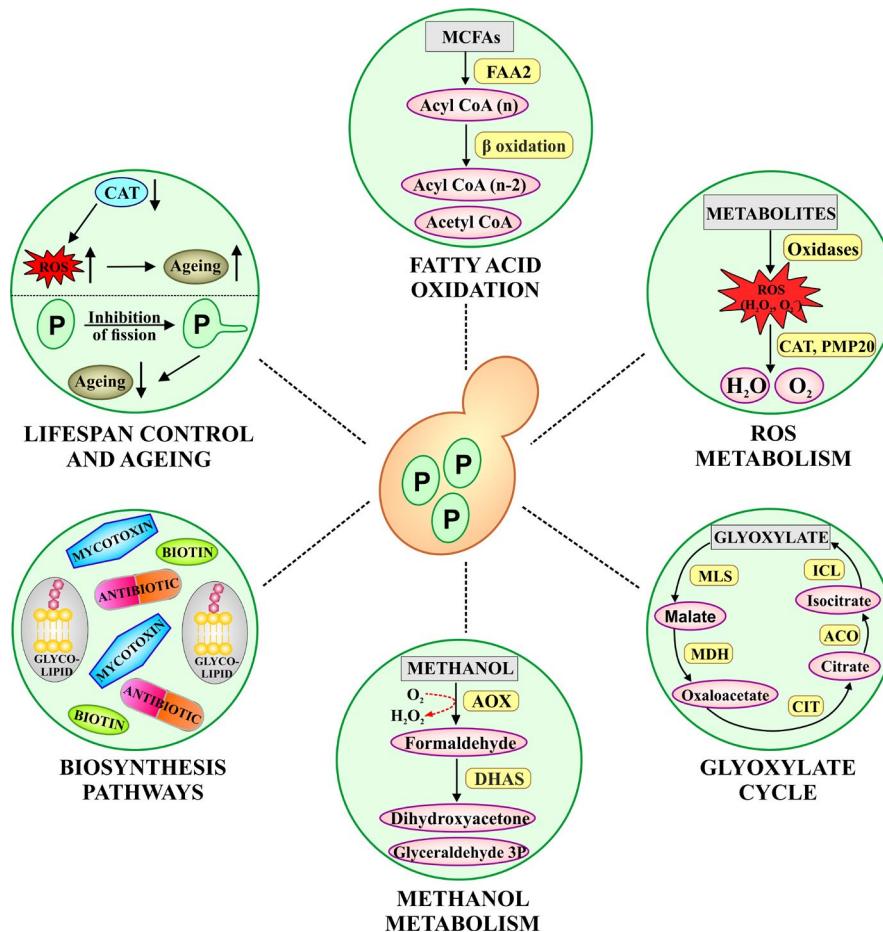 MCFAs
FAA2
Acyl CoA (n)
β oxidation
Acyl CoA (n-2)
Acetyl CoA
FATTY ACID
OXIDATION
CAT
ROS
Ageing
P
Inhibition
of fission
P
Ageing
LIFESPAN CONTROL
AND AGEING
METABOLITES
Oxidases
ROS
(H₂O₂, O₂⁻)
CAT, PMP20
H₂O
O₂
ROS
METABOLISM
P
P
P
MYCOTOXIN
BIOTIN
ANTIBIOTIC
GLYCO-
LIPID
GLYCO-
LIPID
MYCOTOXIN
ANTIBIOTIC
BIOTIN
BIOSYNTHESIS
PATHWAYS
METHANOL
O₂
AOX
H₂O₂
Formaldehyde
DHAS
Dihydroxyacetone
Glyceraldehyde 3P
METHANOL
METABOLISM
GLYOXYLATE
MLS
ICL
Malate
Isocitrate
MDH
ACO
Citrate
Oxaloacetate
CIT
GLYOXYLATE
CYCLE